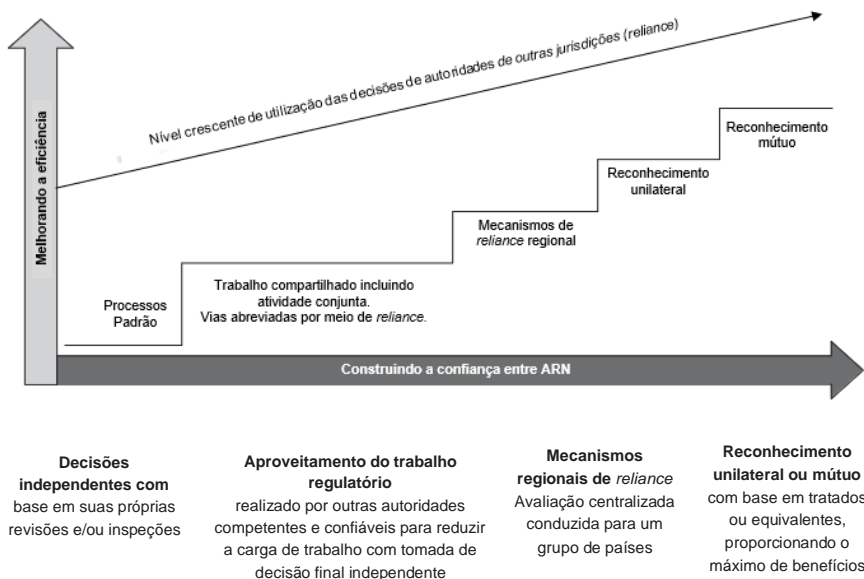 Melhorando a eficiência
Nível crescente de utilização das decisões de autoridades de outras jurisdições (reliance)
Reconhecimento
mútuo
Reconhecimento
unilateral
Mecanismos de
reliance regional
Trabalho compartilhado incluindo
atividade conjunta.
Vias abreviadas por meio de reliance.
Processos
Padrão
Construindo a confiança entre ARN
Decisões
independentes com
base em suas próprias
revisões e/ou inspeções
Aproveitamento do trabalho
regulatório
realizado por outras autoridades
competentes e confiáveis para reduzir
a carga de trabalho com tomada de
decisão final independente
Mecanismos
regionais de reliance
Avaliação centralizada
conduzida para um
grupo de países
Reconhecimento
unilateral ou mútuo
com base em tratados
ou equivalentes,
proporcionando o
máximo de benefícios